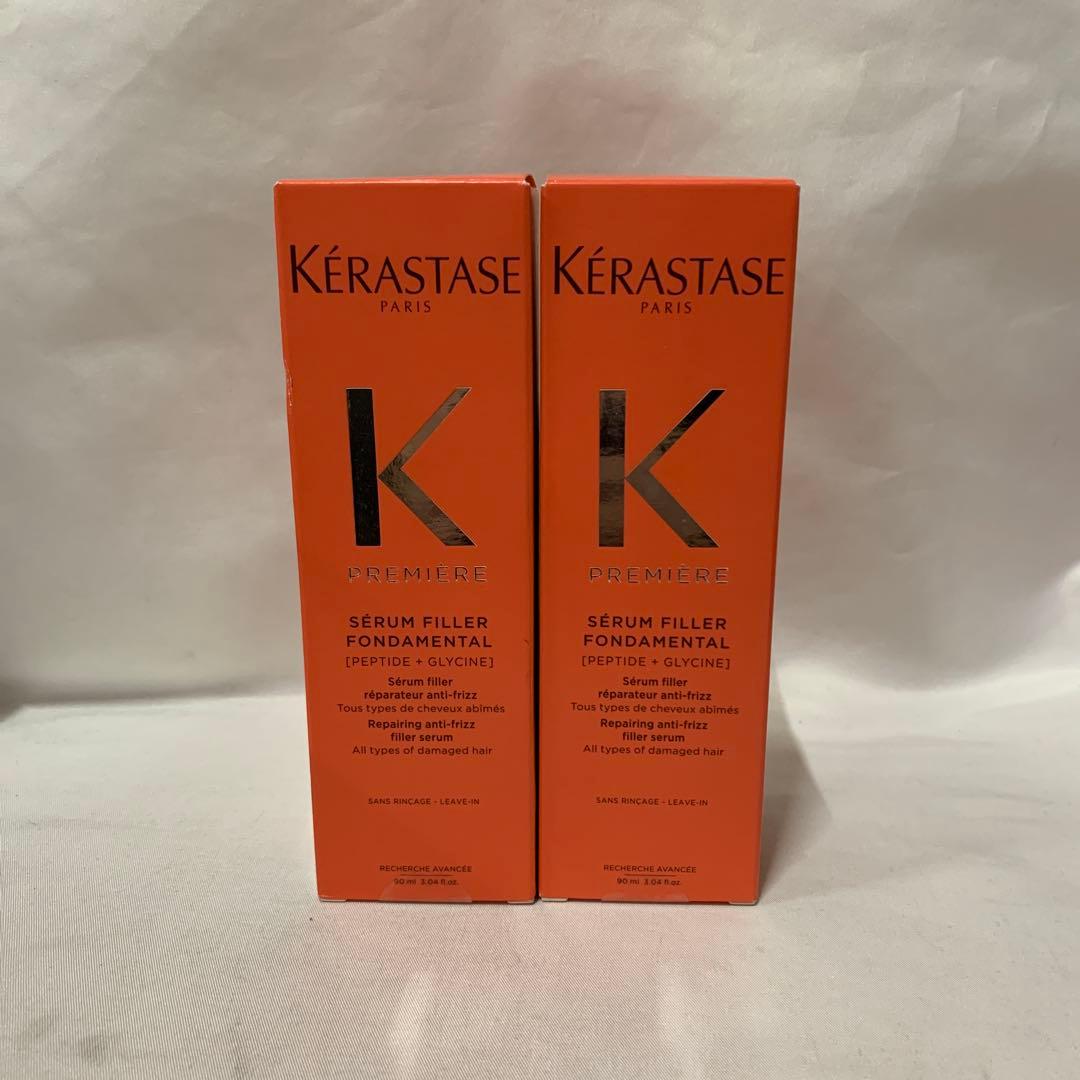 KÉRASTASE
PARIS
K
PREMIÈRE
SÉRUM FILLER
FONDAMENTAL
[PEPTIDE + GLYCINE]
Sérum filler
réparateur anti-frizz
Tous types de cheveux abîmés
Repairing anti-frizz
filler serum
All types of damaged hair
SANS RINÇAGE - LEAVE-IN
RECHERCHE AVANCÉE
90 ml 3.04 fl.oz.
KÉRASTASE
PARIS
K
PREMIÈRE
SÉRUM FILLER
FONDAMENTAL
[PEPTIDE + GLYCINE]
Sérum filler
réparateur anti-frizz
Tous types de cheveux abîmés
Repairing anti-frizz
filler serum
All types of damaged hair
SANS RINÇAGE - LEAVE-IN
RECHERCHE AVANCÉE
90 ml 3.04 fl.oz.